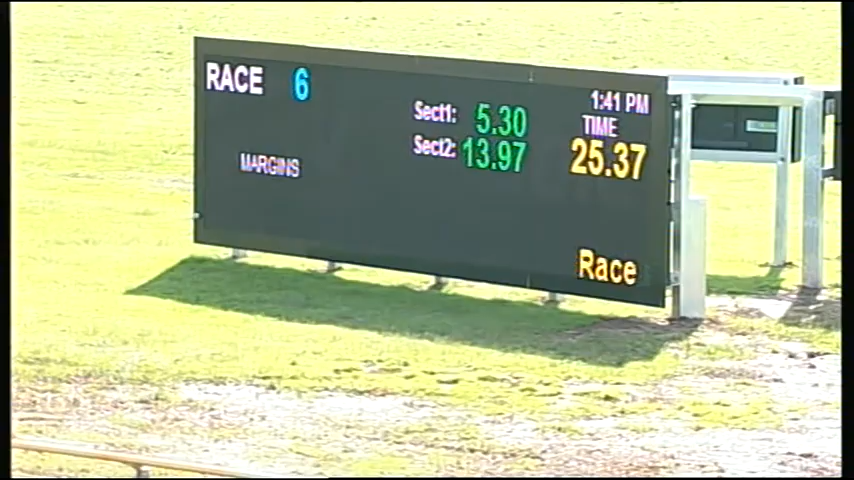 RACE 6
Sect1: 5.30
Sect2: 13.97
1:41 PM
TIME
25.37
MARGINS
Race